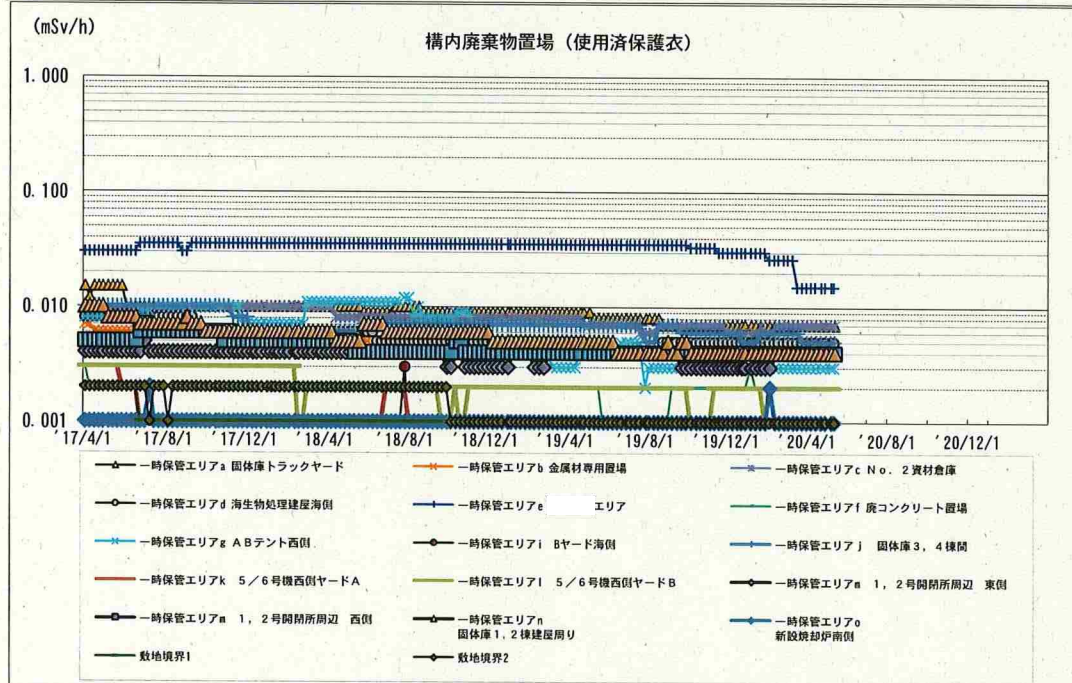 (mSv/h)
構内廃棄物置場（使用済保護衣）
1.000
0.100
0.010
0.001
'17/4/1 '17/8/1 '17/12/1 '18/4/1 '18/8/1 '18/12/1 '19/4/1 '19/8/1 '19/12/1 '20/4/1 '20/8/1 '20/12/1
一時保管エリアa 固体庫トラックヤード
一時保管エリアb 金属材専用置場
一時保管エリアc No．2資材倉庫
一時保管エリアd 海生物処理建屋海側
一時保管エリアe エリア
一時保管エリアf 廃コンクリート置場
一時保管エリアg ABテント西側
一時保管エリアi Bヤード海側
一時保管エリアj 固体庫3，4棟間
一時保管エリアk 5／6号機西側ヤードA
一時保管エリアl 5／6号機西側ヤードB
一時保管エリアm 1，2号開閉所周辺 東側
一時保管エリアm 1，2号開閉所周辺 西側
一時保管エリアn
固体庫1,2棟建屋周り
一時保管エリアo
新設焼却炉南側
敷地境界1
敷地境界2